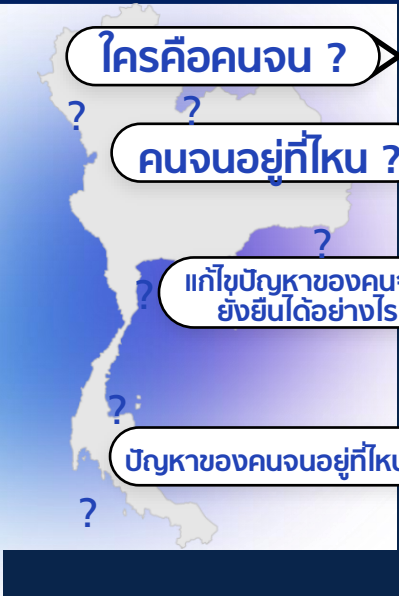 ใครคือคนจน ?
?
?
คนจนอยู่ที่ไหน ?
?
?
แก้ไขปัญหาของคน
ยั่งยืนได้อย่างไร
?
ปัญหาของคนจนอยู่ที่ไหน
?